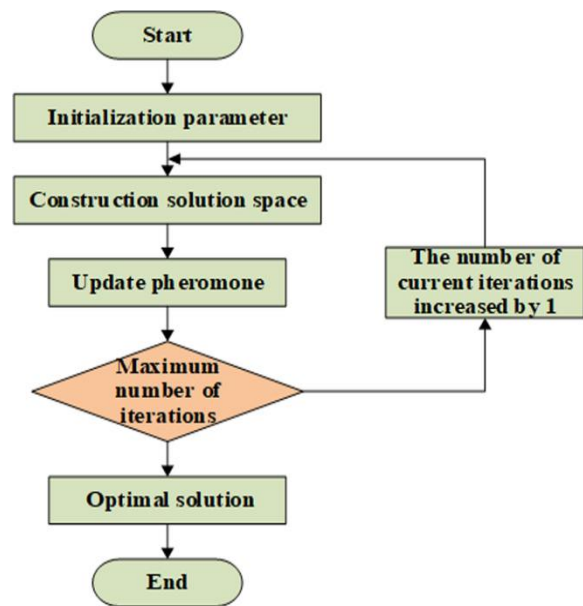 Start
Initialization parameter
Construction solution space
Update pheromone
The number of
current iterations
increased by 1
Maximum
number of
iterations
Optimal solution
End